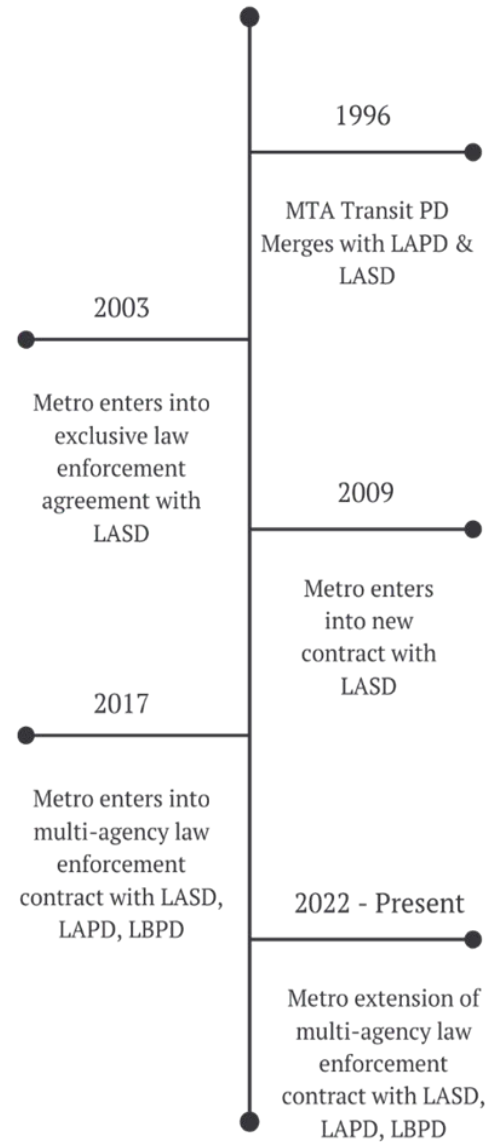 1996
MTA Transit PD
Merges with LAPD &
LASD
2003
Metro enters into
exclusive law
enforcement
agreement with
LASD
2009
Metro enters
into new
contract with
LASD
2017
Metro enters into
multi-agency law
enforcement
contract with LASD,
LAPD, LBPD
2022 - Present
Metro extension of
multi-agency law
enforcement
contract with LASD,
LAPD, LBPD